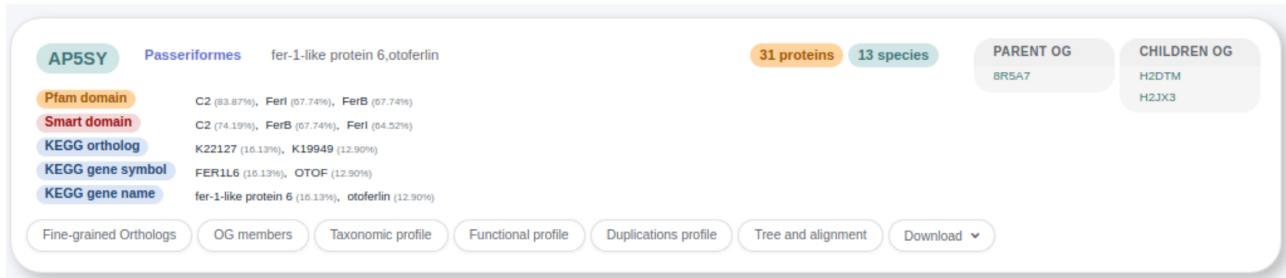 AP5SY Passeriformes fer-1-like protein 6,otoferlin 31 proteins 13 species PARENT OG CHILDREN OG
8R5A7 H2DTM
H2JX3
Pfam domain C2 (83.87%), FerI (67.74%), FerB (67.74%)
Smart domain C2 (74.19%), FerB (67.74%), FerI (64.52%)
KEGG ortholog K22127 (16.13%), K19949 (12.90%)
KEGG gene symbol FER1L6 (16.13%), OTOF (12.90%)
KEGG gene name fer-1-like protein 6 (16.13%), otoferlin (12.90%)
Fine-grained Orthologs OG members Taxonomic profile Functional profile Duplications profile Tree and alignment Download